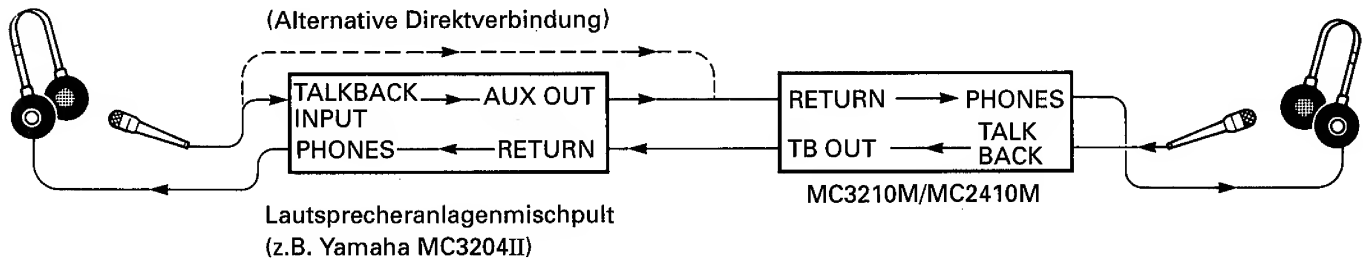 (Alternative Direktverbindung)
TALKBACK INPUT
AUX OUT
PHONES
RETURN
RETURN
PHONES
TB OUT
TALK BACK
MC3210M/MC2410M
Lautsprecheranlagenmischpult
(z.B. Yamaha MC3204II)